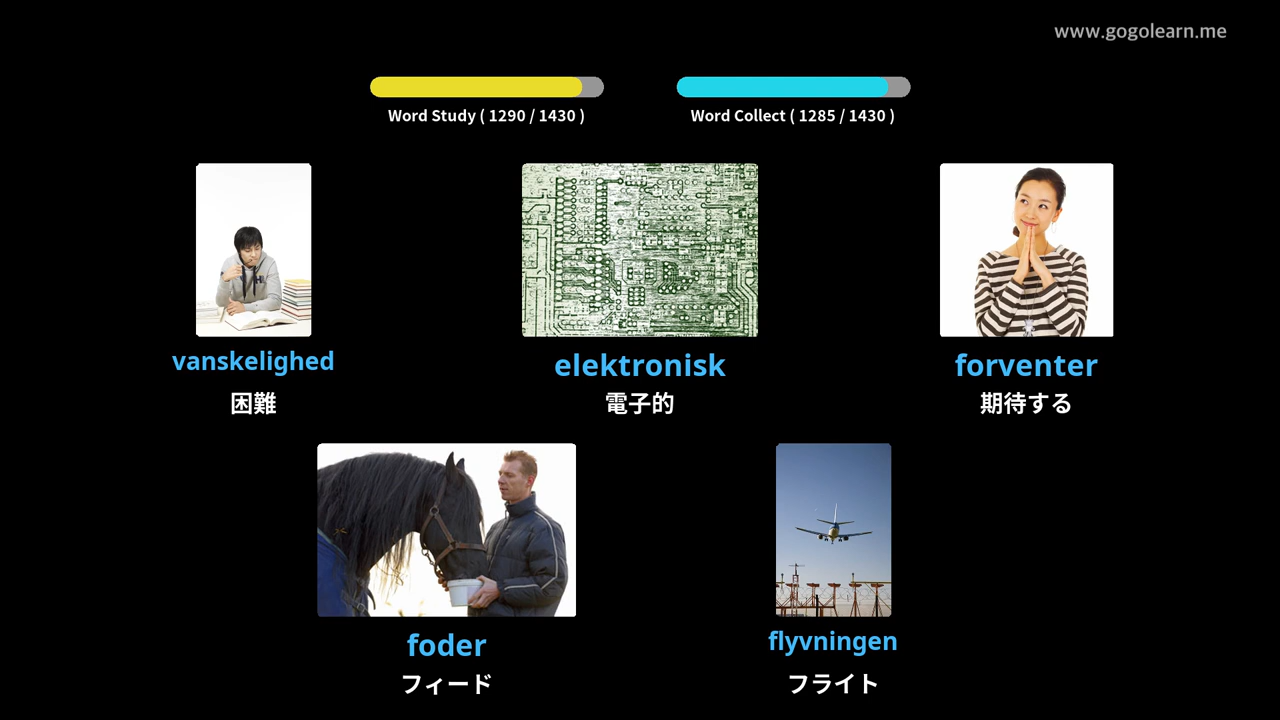 www.gogolearn.me
Word Study ( 1290 / 1430 )
Word Collect ( 1285 / 1430 )
vanskelighed
elektronisk
forventer
困難
電子的
期待する
foder
flyvningen
フィード
フライト